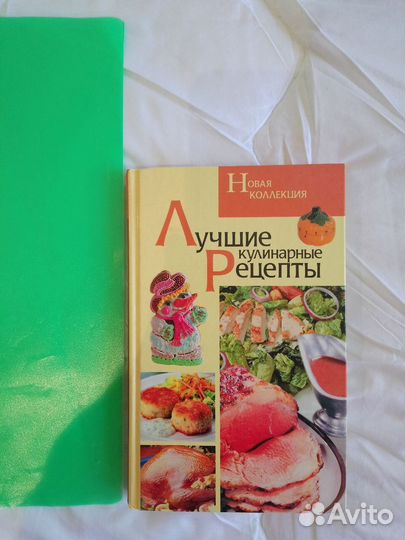 Новая
коллекция
Лучшие
кулинарные
Рецепты
Avito